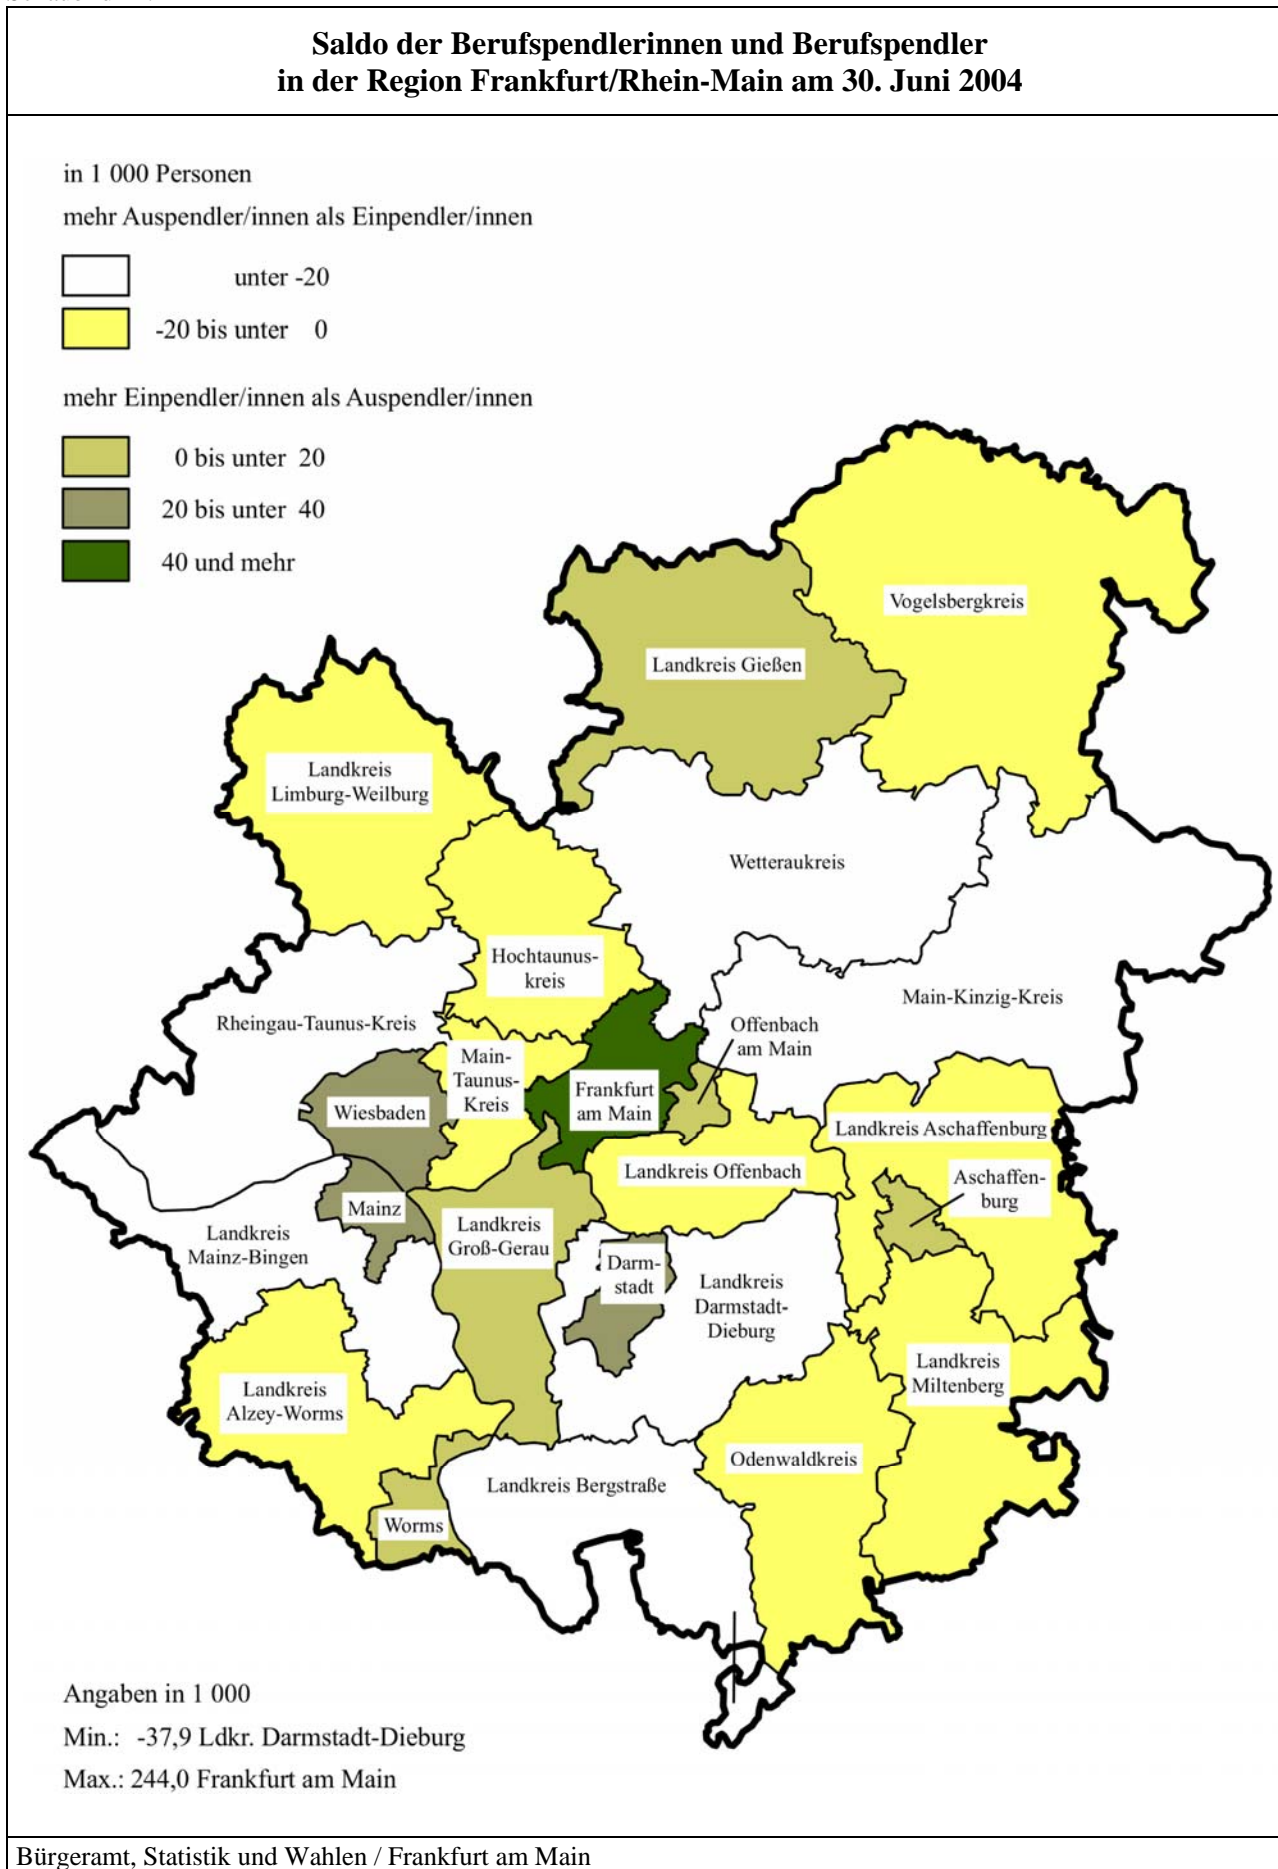 Saldo der Berufspendlerinnen und Berufspendler
in der Region Frankfurt/Rhein-Main am 30. Juni 2004
in 1 000 Personen
mehr Auspendler/innen als Einpendler/innen
unter -20
-20 bis unter 0
mehr Einpendler/innen als Auspendler/innen
0 bis unter 20
20 bis unter 40
40 und mehr
Vogelsbergkreis
Landkreis Gießen
Landkreis
Limburg-Weilburg
Wetteraukreis
Hochtaunus-
kreis
Main-Kinzig-Kreis
Rheingau-Taunus-Kreis
Offenbach
am Main
Main-
Taunus-
Kreis
Frankfurt
am Main
Wiesbaden
Landkreis Aschaffenburg
Landkreis Offenbach
Aschaffen-
burg
Mainz
Landkreis
Groß-Gerau
Landkreis
Mainz-Bingen
Darm-
stadt
Landkreis
Darmstadt-
Dieburg
Landkreis
Miltenberg
Landkreis
Alzey-Worms
Odenwaldkreis
Landkreis Bergstraße
Worms
Angaben in 1 000
Min.: -37,9 Ldkr. Darmstadt-Dieburg
Max.: 244,0 Frankfurt am Main
Bürgeramt, Statistik und Wahlen / Frankfurt am Main